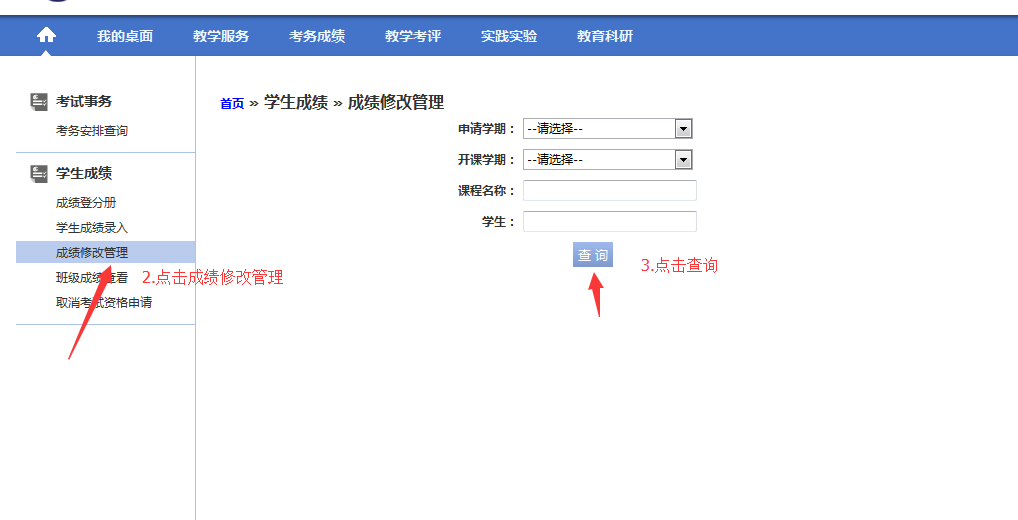 我的桌面 教学服务 考务成绩 教学考评 实践实验 教育科研
考试事务
考务安排查询
学生成绩
成绩登分册
学生成绩录入
成绩修改管理
班级成绩查看
取消考试资格申请
2.点击成绩修改管理
首页 » 学生成绩 » 成绩修改管理
申请学期： --请选择--
开课学期： --请选择--
课程名称：
学生：
查 询
3.点击查询